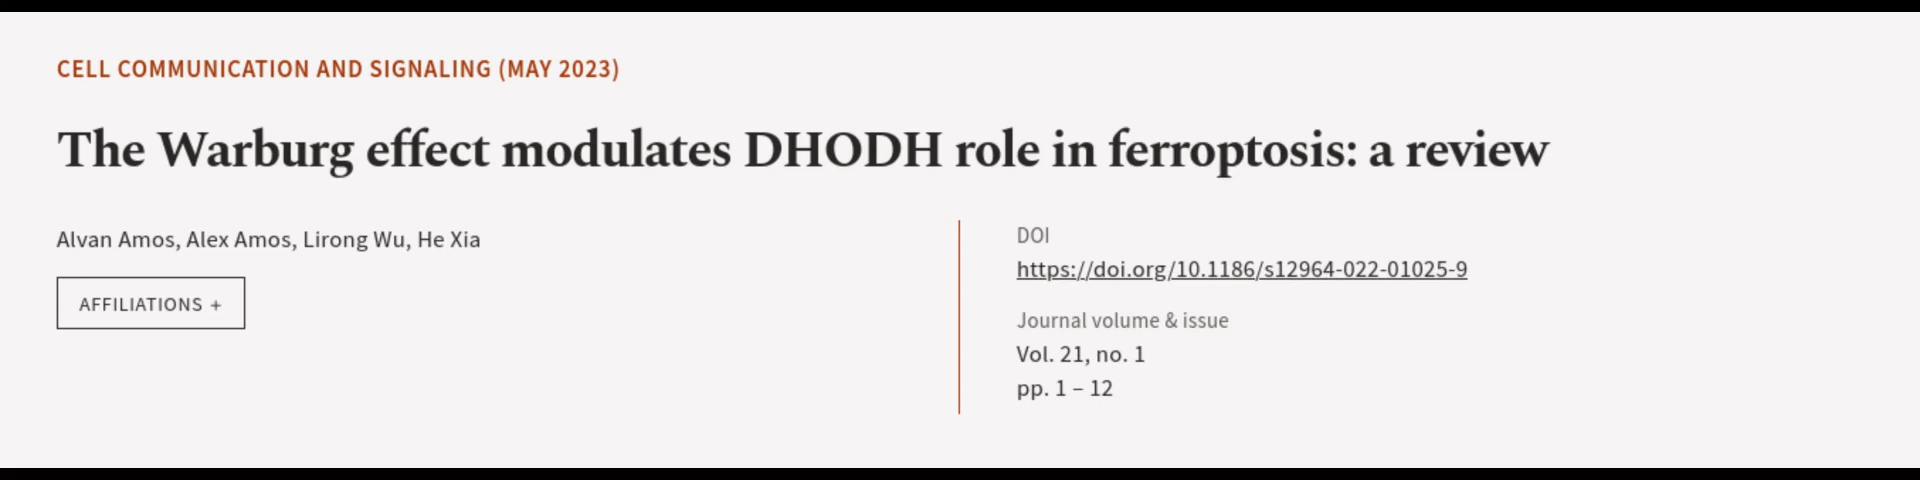 CELL COMMUNICATION AND SIGNALING (MAY 2023)
The Warburg effect modulates DHODH role in ferroptosis: a review
Alvan Amos, Alex Amos, Lirong Wu, He Xia
AFFILIATIONS +
DOI
https://doi.org/10.1186/s12964-022-01025-9
Journal volume & issue
Vol. 21, no. 1
pp. 1 – 12